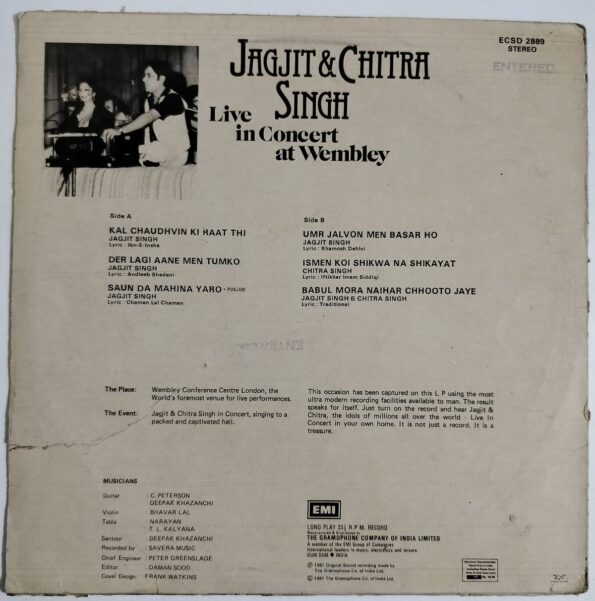 ECSD 2889
STEREO
ENTERED
JAGJIT & CHITRA
SINGH
Live
in Concert
at Wembley
Side A
KAL CHAUDHVIN KI RAAT THI
JAGJIT SINGH
Lyric : Ibn-E-Insha
DER LAGI AANE MEN TUMKO
JAGJIT SINGH
Lyric : Andleeb Shadani
SAUN DA MAHINA YARO - PUNJABI
JAGJIT SINGH
Lyric : Chaman Lal Chaman
Side B
UMR JALVON MEN BASAR HO
JAGJIT SINGH
Lyric : Khamosh Dehlvi
ISMEN KOI SHIKWA NA SHIKAYAT
CHITRA SINGH
Lyric : Iftikhar Imam Siddiqi
BABUL MORA NAIHAR CHHOOTO JAYE
JAGJIT SINGH & CHITRA SINGH
Lyric : Traditional
ENTERED
The Place: Wembley Conference Centre London, the
World's foremost venue for live performances.
The Event: Jagjit & Chitra Singh in Concert, singing to a
packed and captivated hall.
This occasion has been captured on this L P using the most
ultra modern recording facilities available to man. The result
speaks for itself. Just turn on the record and hear Jagjit &
Chitra, the idols of millions all over the world - Live In
Concert in your own home. It is not just a record. It is a
treasure.
MUSICIANS
Guitar : C. PETERSON
DEEPAK KHAZANCHI
Violin BHAVAR LAL
Tabla NARAYAN
T. L. KALYANA
Santoor DEEPAK KHAZANCHI
Recorded by SAVERA MUSIC
Chief Engineer PETER GREENSLADE
Editor DAMAN SOOD
Cover Design: FRANK WATKINS
EMI
LONG PLAY 33⅓ R.P.M. RECORD
Manufactured & Distributed by
THE GRAMOPHONE COMPANY OF INDIA LIMITED
A member of the EMI Group of Companies
International leaders in music, electronics and leisure
DUM DUM • INDIA
℗ 1981 Original Sound recording made by
The Gramophone Co. of India Ltd.
© 1981 The Gramophone Co. of India Ltd.